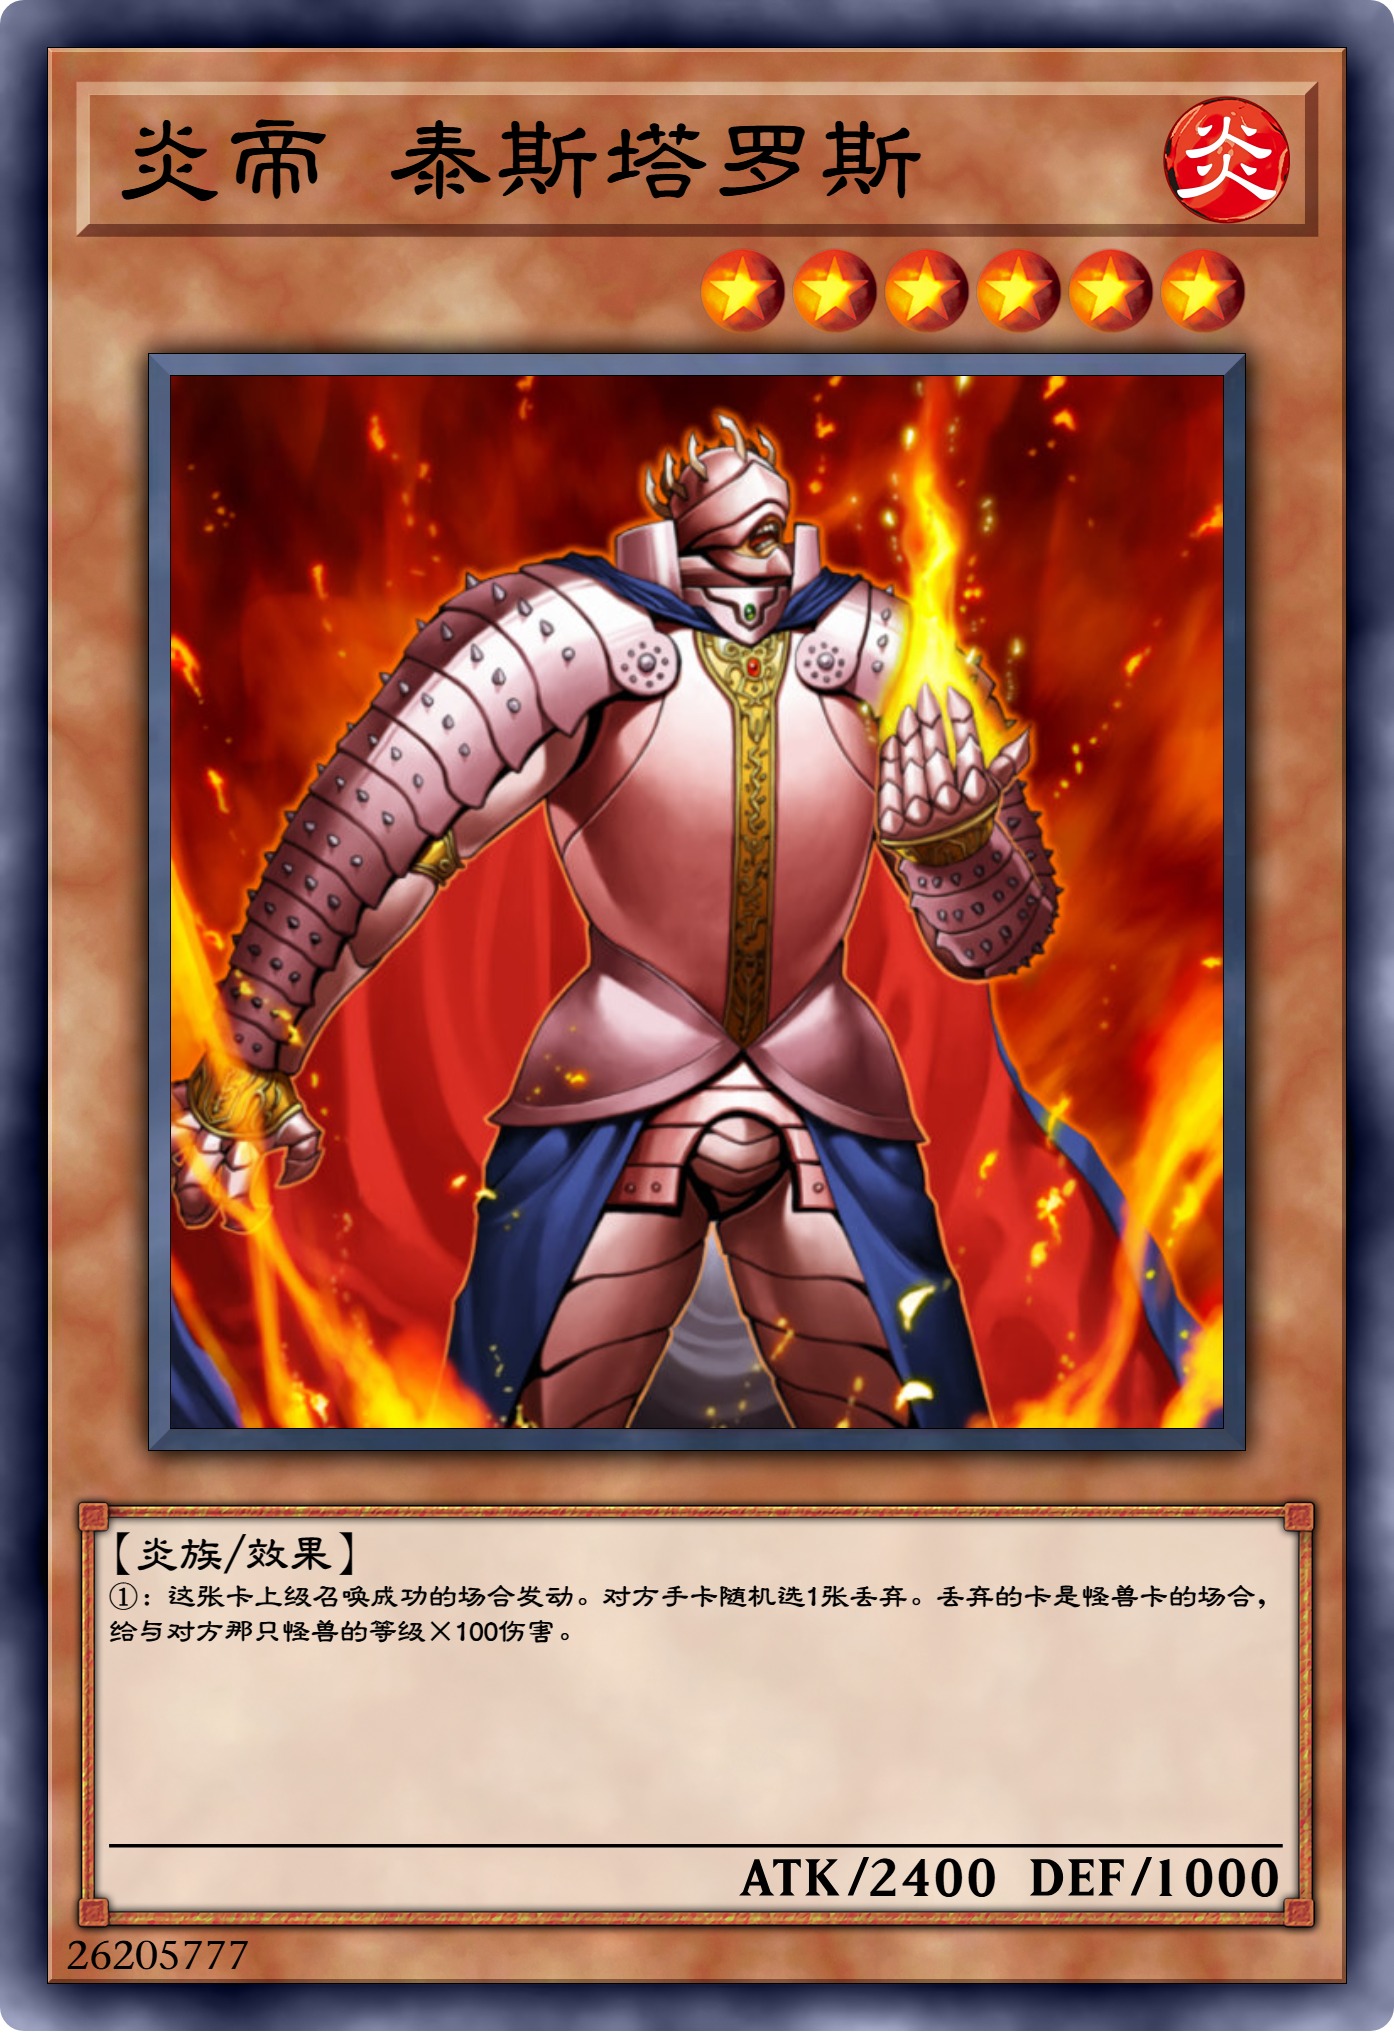 炎帝 泰斯塔罗斯
炎
【炎族/效果】
①：这张卡上级召唤成功的场合发动。对方手卡随机选1张丢弃。丢弃的卡是怪兽卡的场合，
给与对方那只怪兽的等级×100伤害。
ATK/2400 DEF/1000
26205777